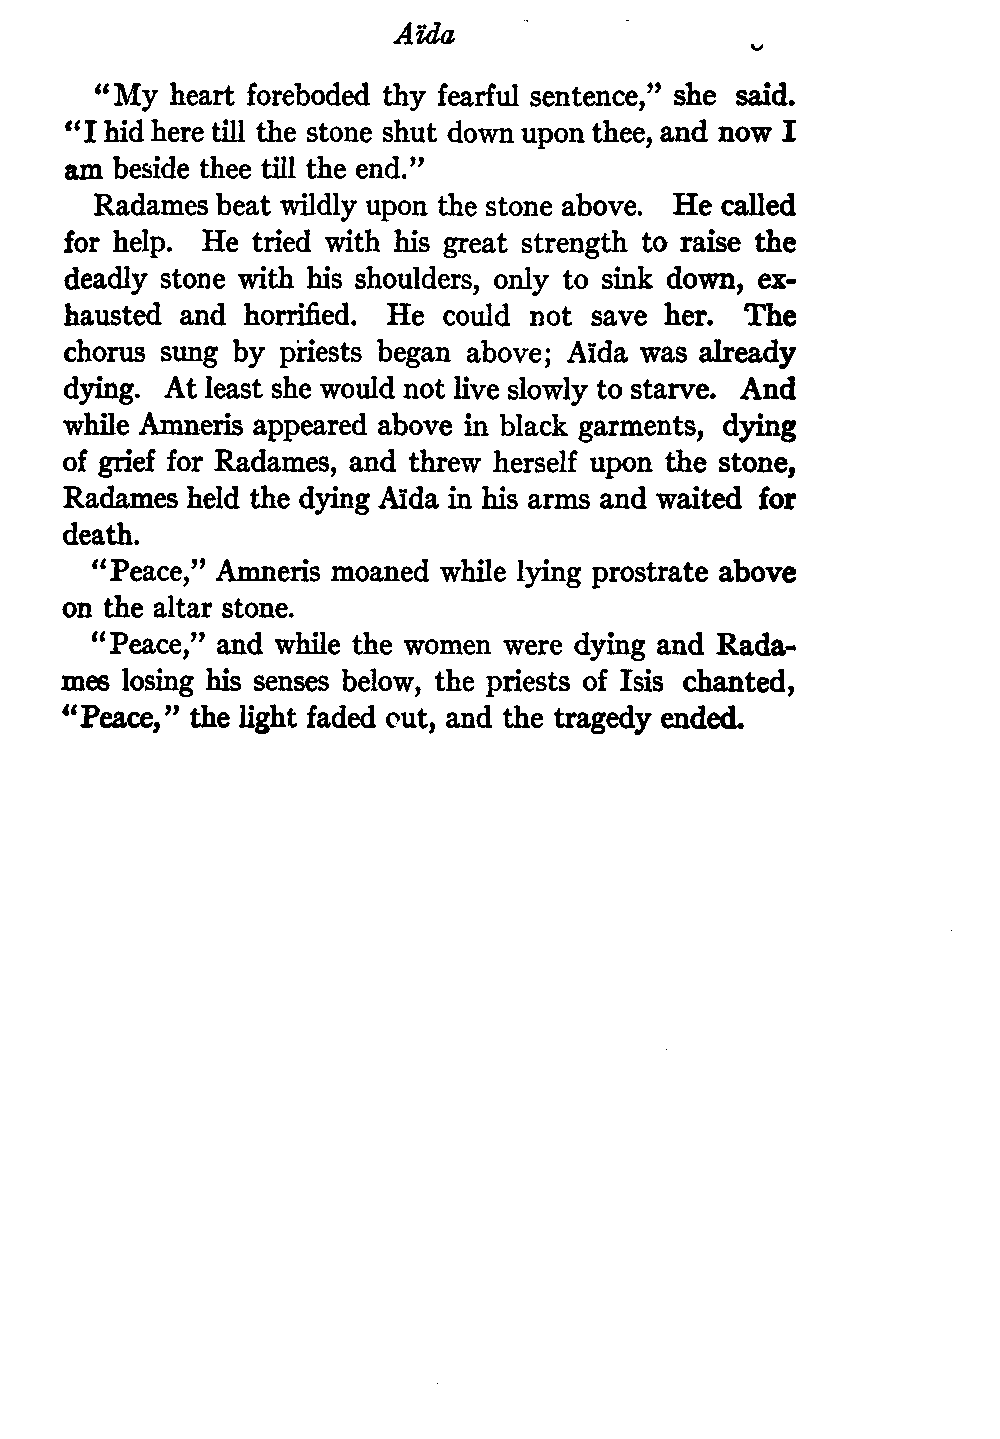 Aïda
“My heart foreboded thy fearful sentence,” she said.
“I hid here till the stone shut down upon thee, and now I
am beside thee till the end.”
Radames beat wildly upon the stone above. He called
for help. He tried with his great strength to raise the
deadly stone with his shoulders, only to sink down, ex-
hausted and horrified. He could not save her. The
chorus sung by priests began above; Aïda was already
dying. At least she would not live slowly to starve. And
while Amneris appeared above in black garments, dying
of grief for Radames, and threw herself upon the stone,
Radames held the dying Aïda in his arms and waited for
death.
“Peace,” Amneris moaned while lying prostrate above
on the altar stone.
“Peace,” and while the women were dying and Rada-
mes losing his senses below, the priests of Isis chanted,
“Peace,” the light faded out, and the tragedy ended.